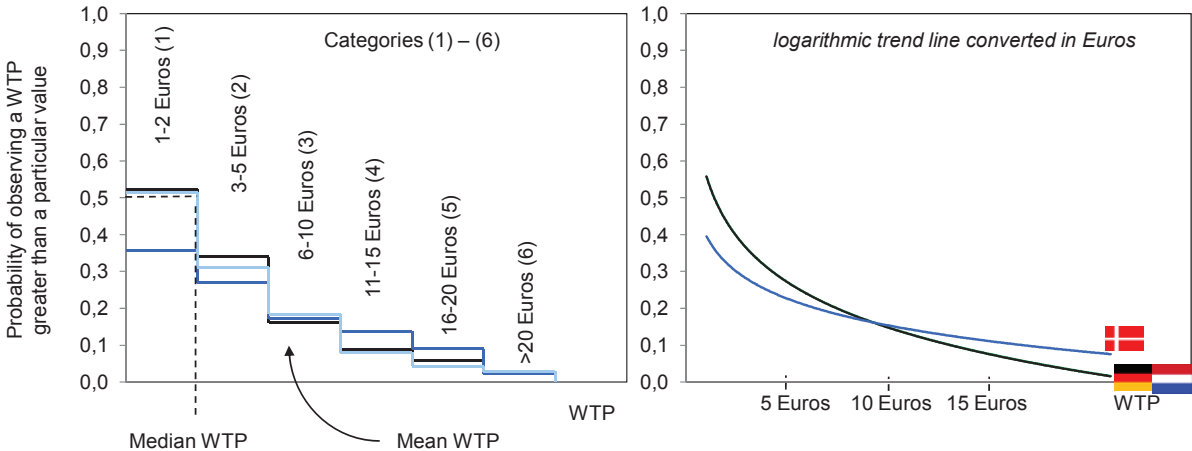 Probability of observing a WTP
greater than a particular value
1,0
0,9
0,8
0,7
0,6
0,5
0,4
0,3
0,2
0,1
0,0
Categories (1) – (6)
1-2 Euros (1)
3-5 Euros (2)
6-10 Euros (3)
11-15 Euros (4)
16-20 Euros (5)
>20 Euros (6)
WTP
Median WTP
Mean WTP
1,0
0,9
0,8
0,7
0,6
0,5
0,4
0,3
0,2
0,1
0,0
logarithmic trend line converted in Euros
5 Euros
10 Euros
15 Euros
WTP